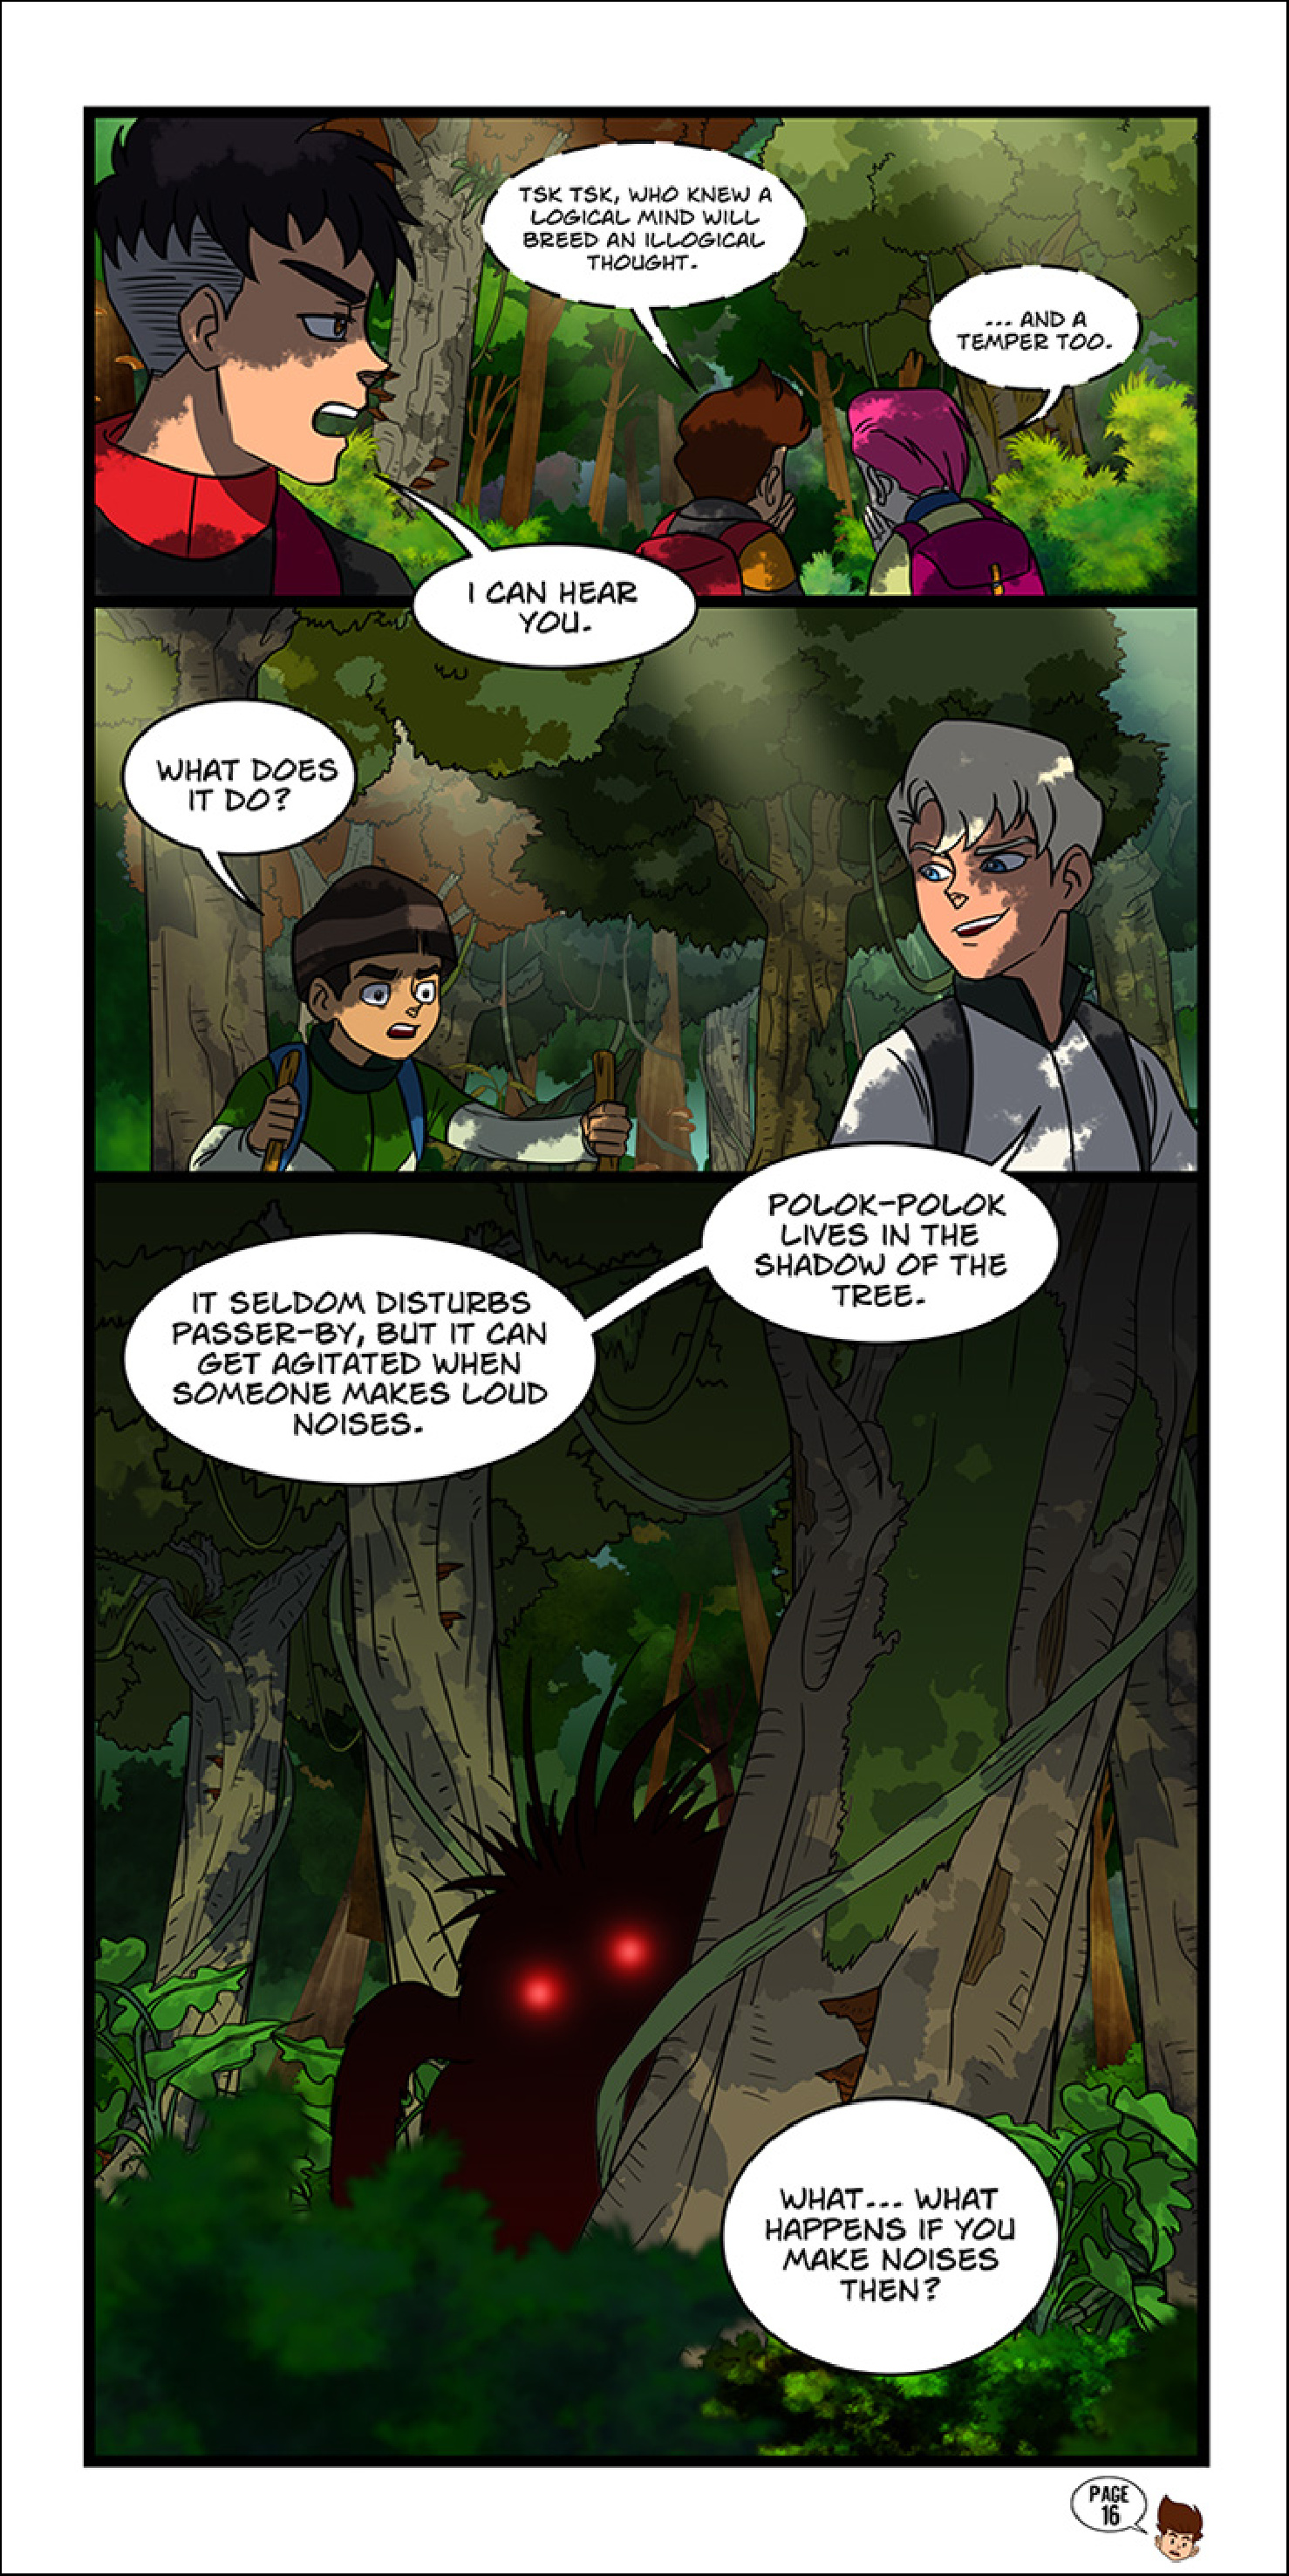 TSK TSK, WHO KNEW A
LOGICAL MIND WILL
BREED AN ILLOGICAL
THOUGHT.
... AND A
TEMPER TOO.
I CAN HEAR
YOU.
WHAT DOES
IT DO?
POLOK-POLOK
LIVES IN THE
SHADOW OF THE
TREE.
IT SELDOM DISTURBS
PASSER-BY, BUT IT CAN
GET AGITATED WHEN
SOMEONE MAKES LOUD
NOISES.
WHAT... WHAT
HAPPENS IF YOU
MAKE NOISES
THEN?
PAGE
16